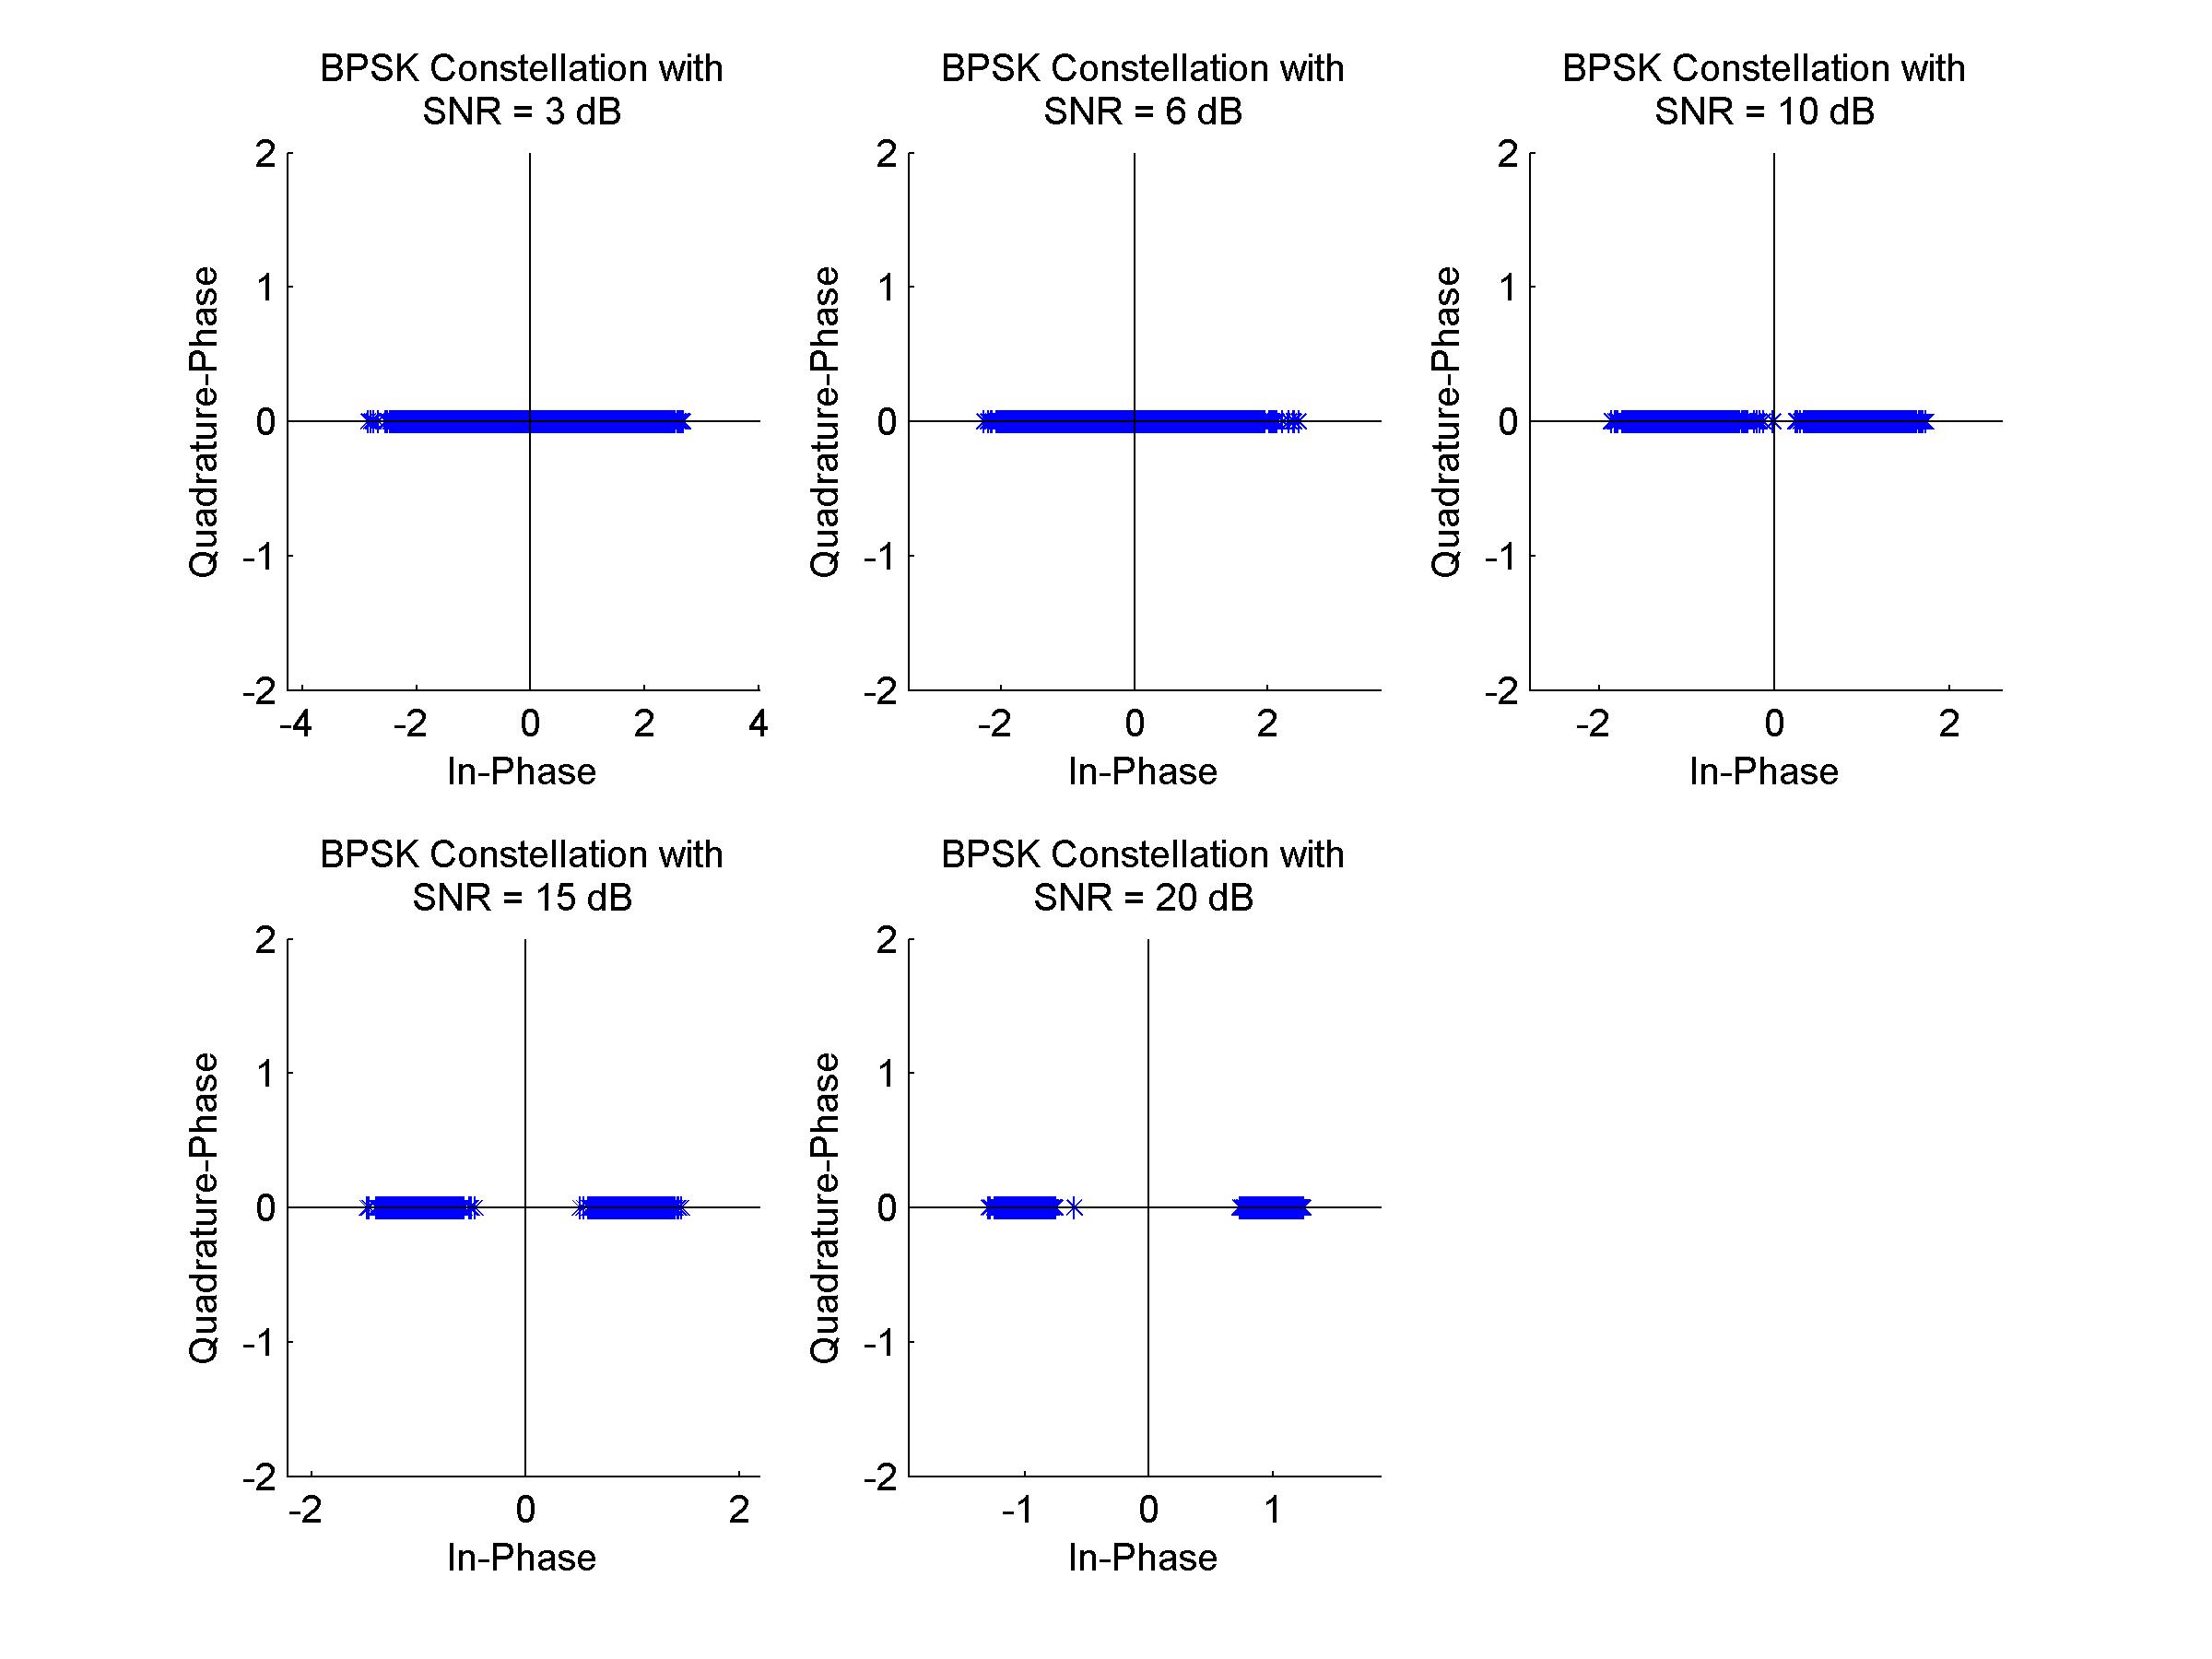 BPSK Constellation with
SNR = 3 dB
2
1
0
-1
-2
Quadrature-Phase
-4
-2
0
2
4
In-Phase
BPSK Constellation with
SNR = 6 dB
2
1
0
-1
-2
Quadrature-Phase
-2
0
2
In-Phase
BPSK Constellation with
SNR = 10 dB
2
1
0
-1
-2
Quadrature-Phase
-2
0
2
In-Phase
BPSK Constellation with
SNR = 15 dB
2
1
0
-1
-2
Quadrature-Phase
-2
0
2
In-Phase
BPSK Constellation with
SNR = 20 dB
2
1
0
-1
-2
Quadrature-Phase
-1
0
1
In-Phase